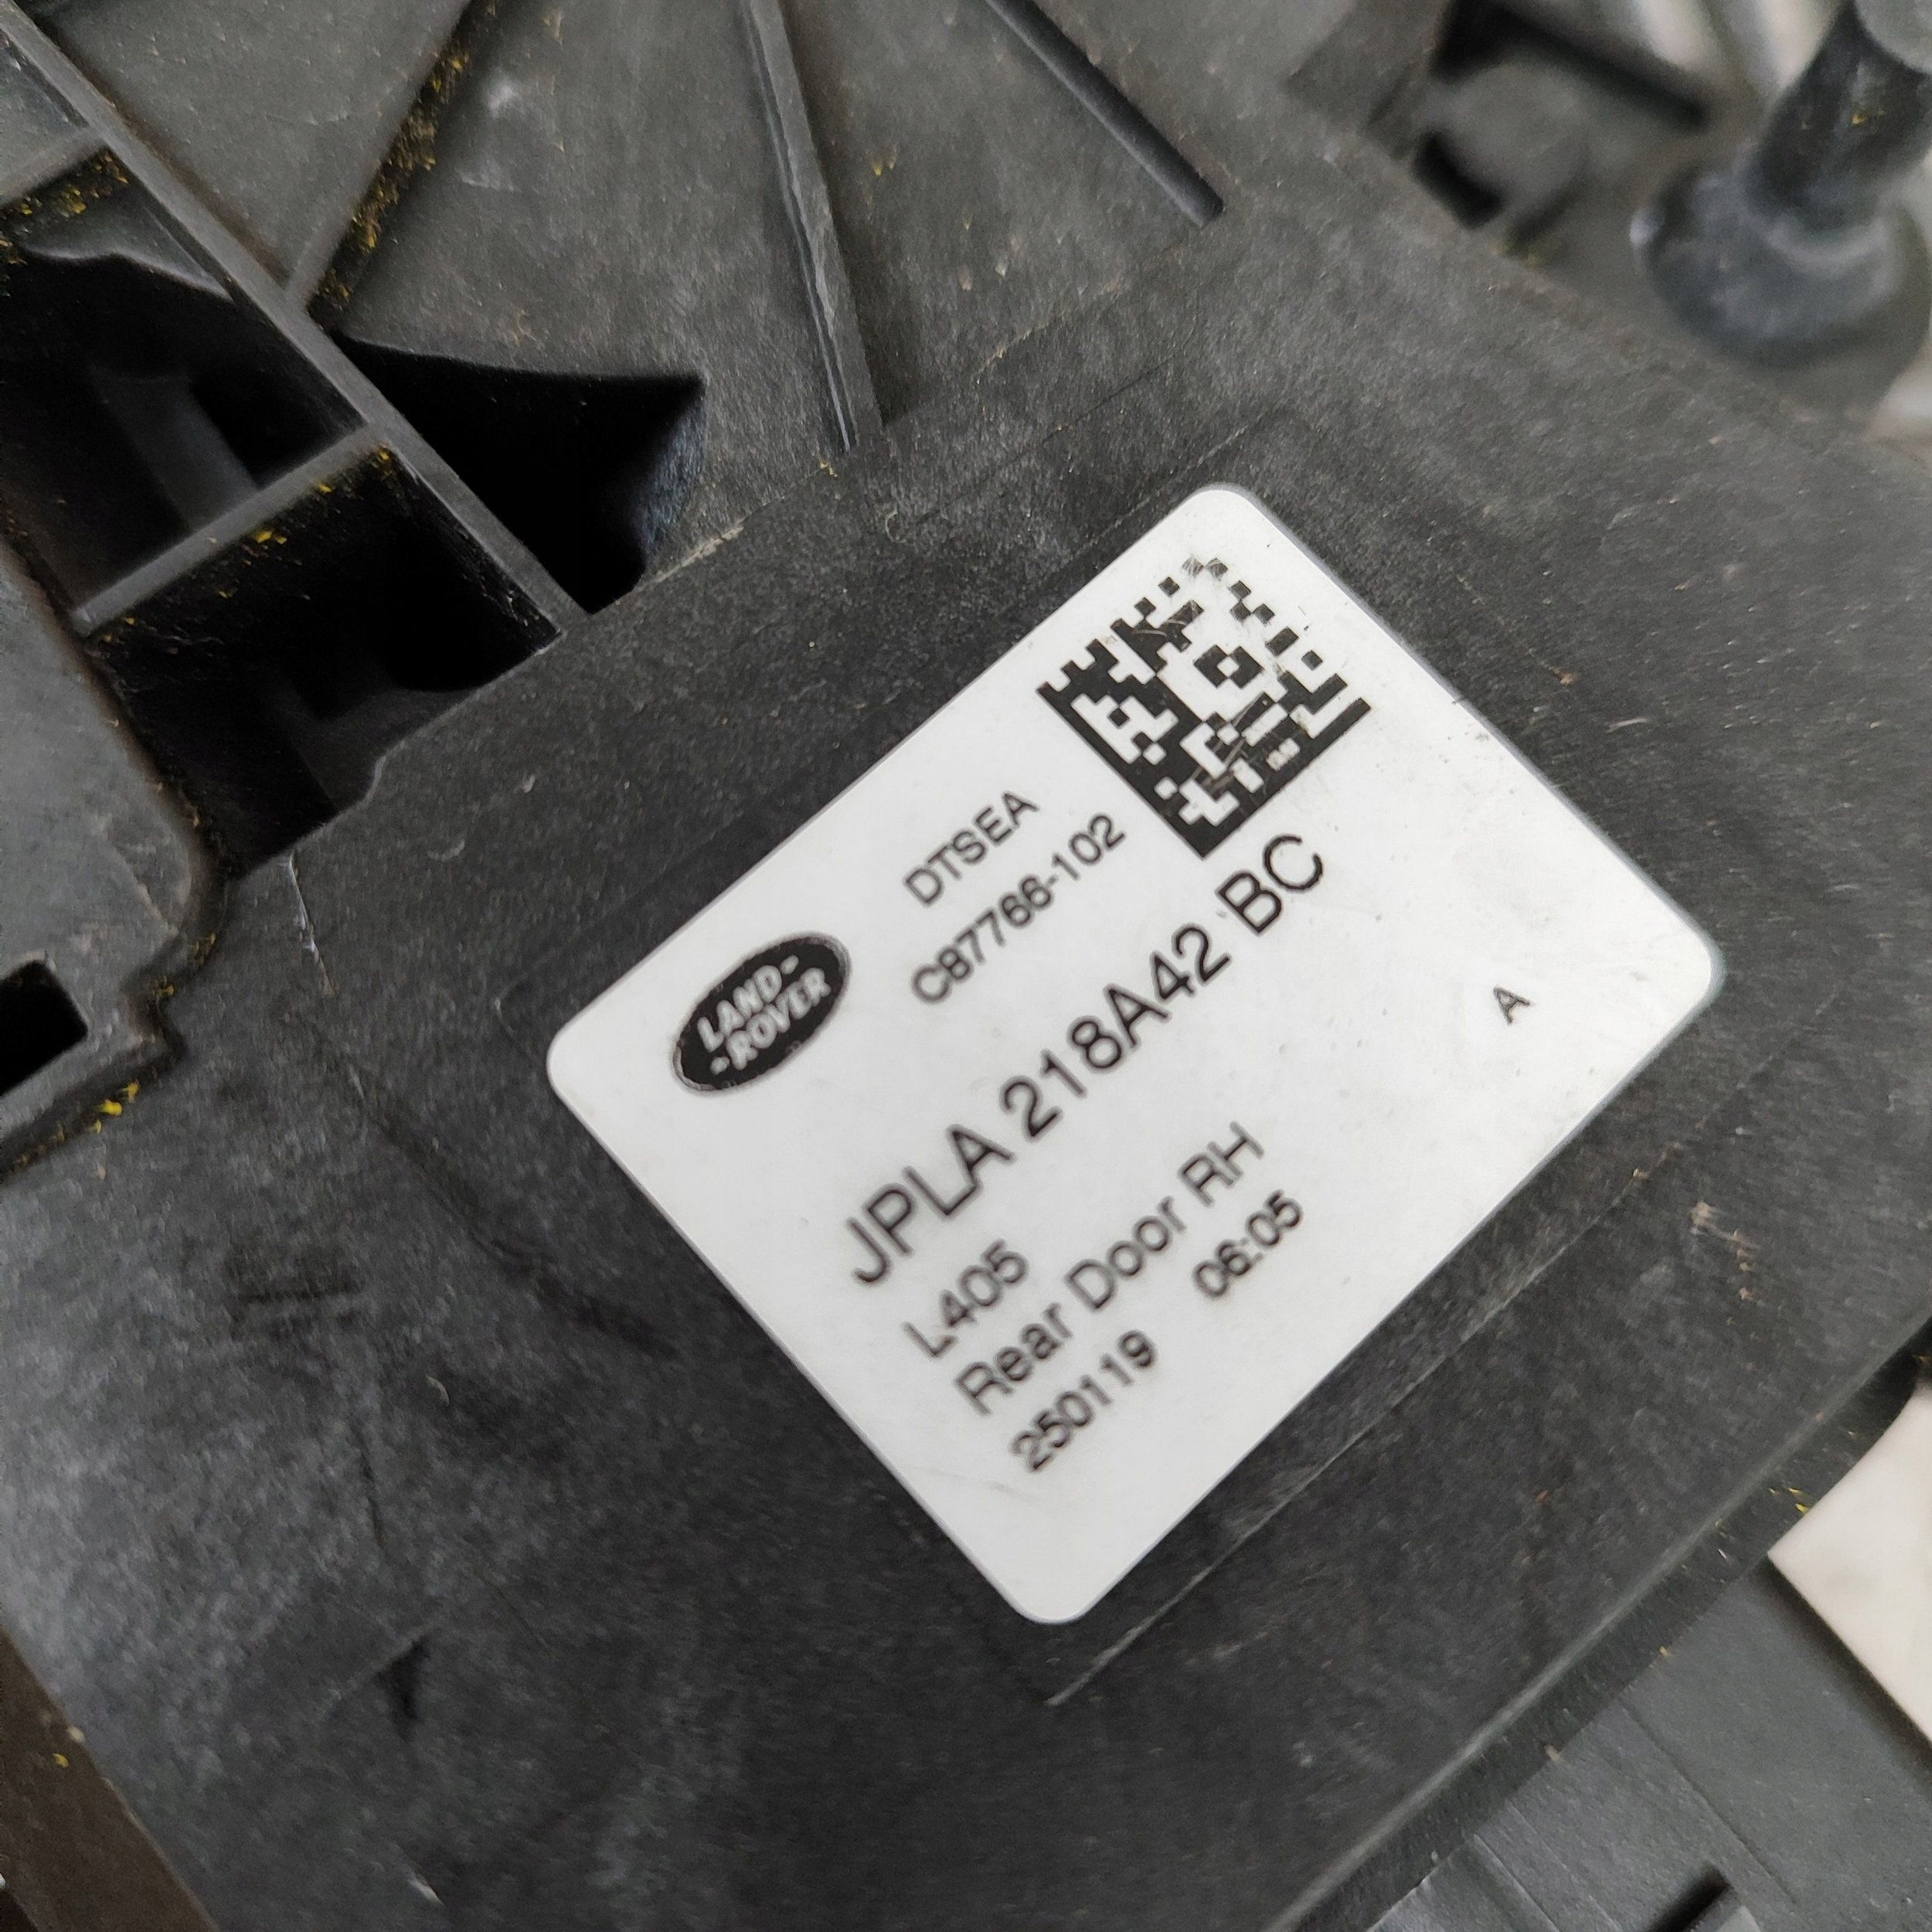 LAND-
-ROVER
DTSEA
C87766-102
JPLA 218A42 BC
A
L405
Rear Door RH
250119 06:05